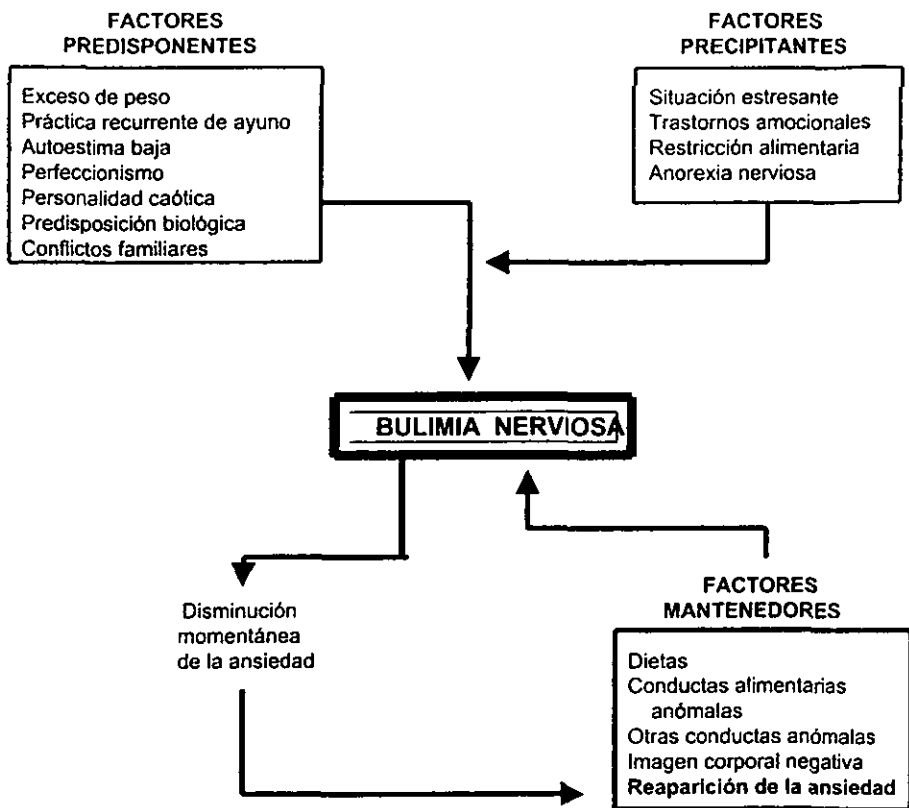 FACTORES
PREDISPONENTES
Exceso de peso
Práctica recurrente de ayuno
Autoestima baja
Perfeccionismo
Personalidad caótica
Predisposición biológica
Conflictos familiares
FACTORES
PRECIPITANTES
Situación estresante
Trastornos amocionales
Restricción alimentaria
Anorexia nerviosa
BULIMIA NERVIOSA
Disminución
momentánea
de la ansiedad
FACTORES
MANTENEDORES
Dietas
Conductas alimentarias
anómalas
Otras conductas anómalas
Imagen corporal negativa
Reaparición de la ansiedad